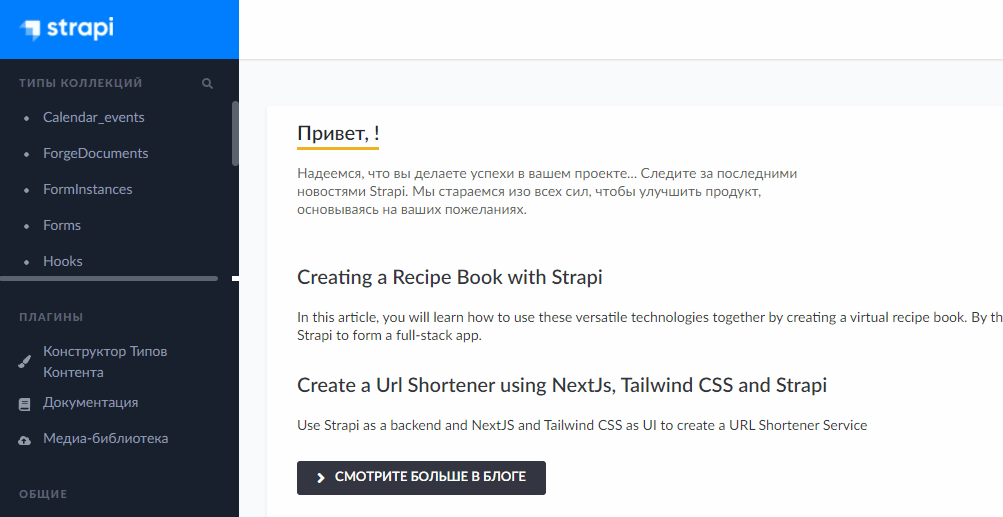 strapi
ТИПЫ КОЛЛЕКЦИЙ
Calendar_events
ForgeDocuments
FormInstances
Forms
Hooks
ПЛАГИНЫ
Конструктор Типов
Контента
Документация
Медиа-библиотека
ОБЩИЕ
Привет, !
Надеемся, что вы делаете успехи в вашем проекте... Следите за последними
новостями Strapi. Мы стараемся изо всех сил, чтобы улучшить продукт,
основываясь на ваших пожеланиях.
Creating a Recipe Book with Strapi
In this article, you will learn how to use these versatile technologies together by creating a virtual recipe book. By th
Strapi to form a full-stack app.
Create a Url Shortener using NextJs, Tailwind CSS and Strapi
Use Strapi as a backend and NextJS and Tailwind CSS as UI to create a URL Shortener Service
СМОТРИТЕ БОЛЬШЕ В БЛОГЕ